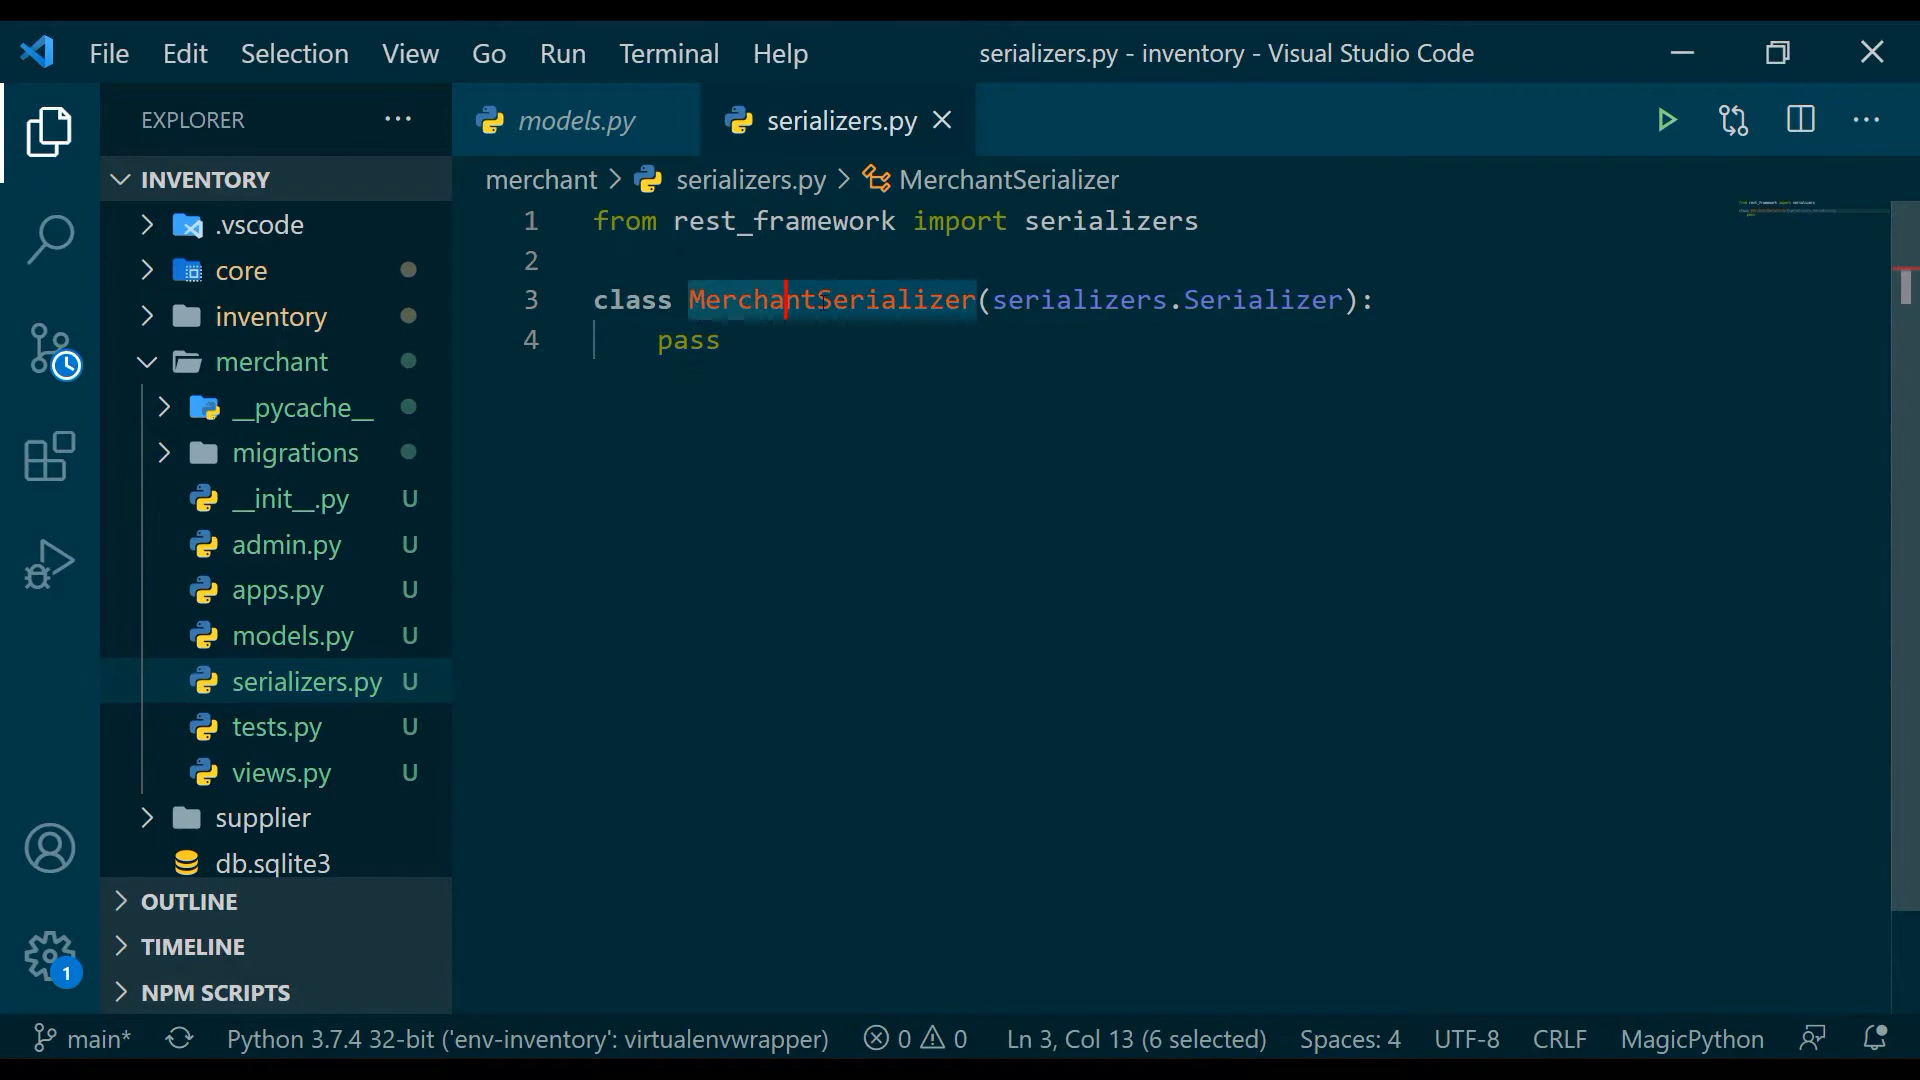 File Edit Selection View Go Run Terminal Help serializers.py - inventory - Visual Studio Code
EXPLORER
models.py serializers.py
merchant > serializers.py > MerchantSerializer
INVENTORY
.vscode
core
inventory
merchant
__pycache__
migrations
__init__.py U
admin.py U
apps.py U
models.py U
serializers.py U
tests.py U
views.py U
supplier
db.sqlite3
OUTLINE
TIMELINE
NPM SCRIPTS
1 from rest_framework import serializers
2
3 class MerchantSerializer(serializers.Serializer):
4 pass
1
main* Python 3.7.4 32-bit ('env-inventory': virtualenvwrapper) 0 0 Ln 3, Col 13 (6 selected) Spaces: 4 UTF-8 CRLF MagicPython